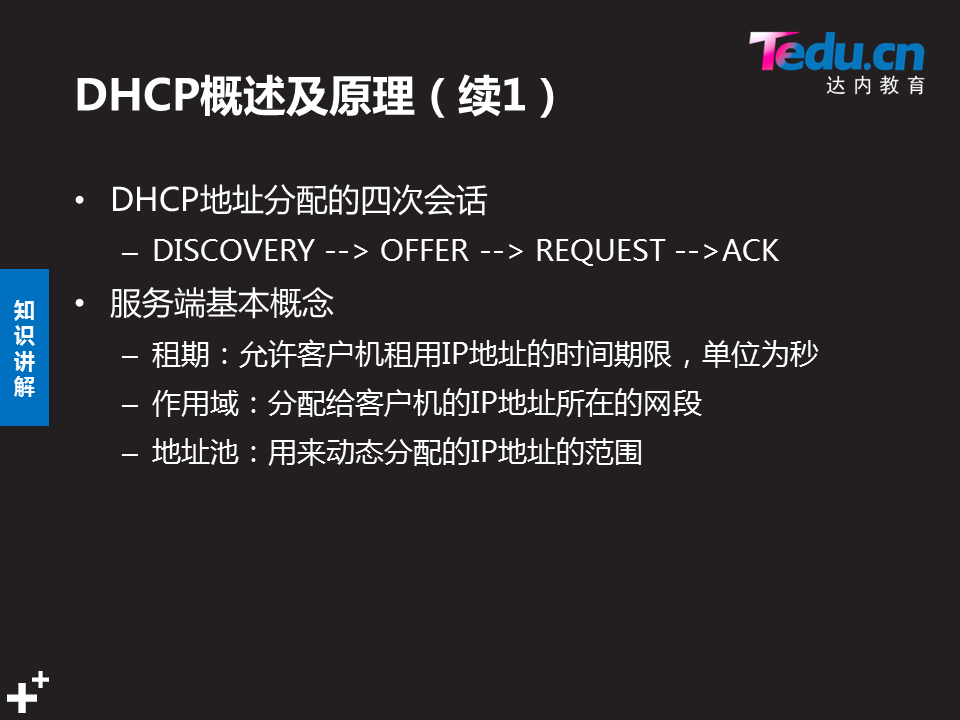 Tedu.cn
达内教育
DHCP概述及原理（续1）
• DHCP地址分配的四次会话
– DISCOVERY --> OFFER --> REQUEST -->ACK
• 服务端基本概念
– 租期：允许客户机租用IP地址的时间期限，单位为秒
– 作用域：分配给客户机的IP地址所在的网段
– 地址池：用来动态分配的IP地址的范围
知
识
讲
解